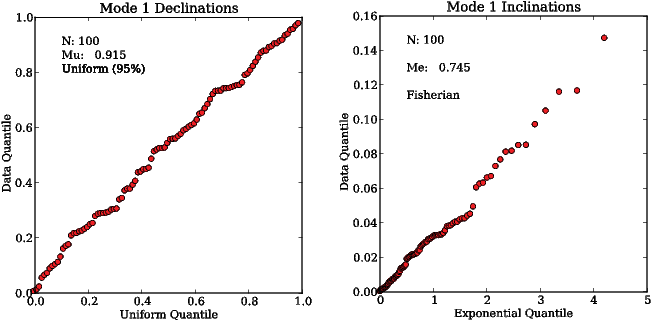 Mode 1 Declinations
N: 100
Mu: 0.915
Uniform (95%)
Data Quantile
1.0
0.8
0.6
0.4
0.2
0.0
0.0 0.2 0.4 0.6 0.8 1.0
Uniform Quantile
Mode 1 Inclinations
N: 100
Me: 0.745
Fisherian
Data Quantile
0.16
0.14
0.12
0.10
0.08
0.06
0.04
0.02
0.00
0 1 2 3 4 5
Exponential Quantile